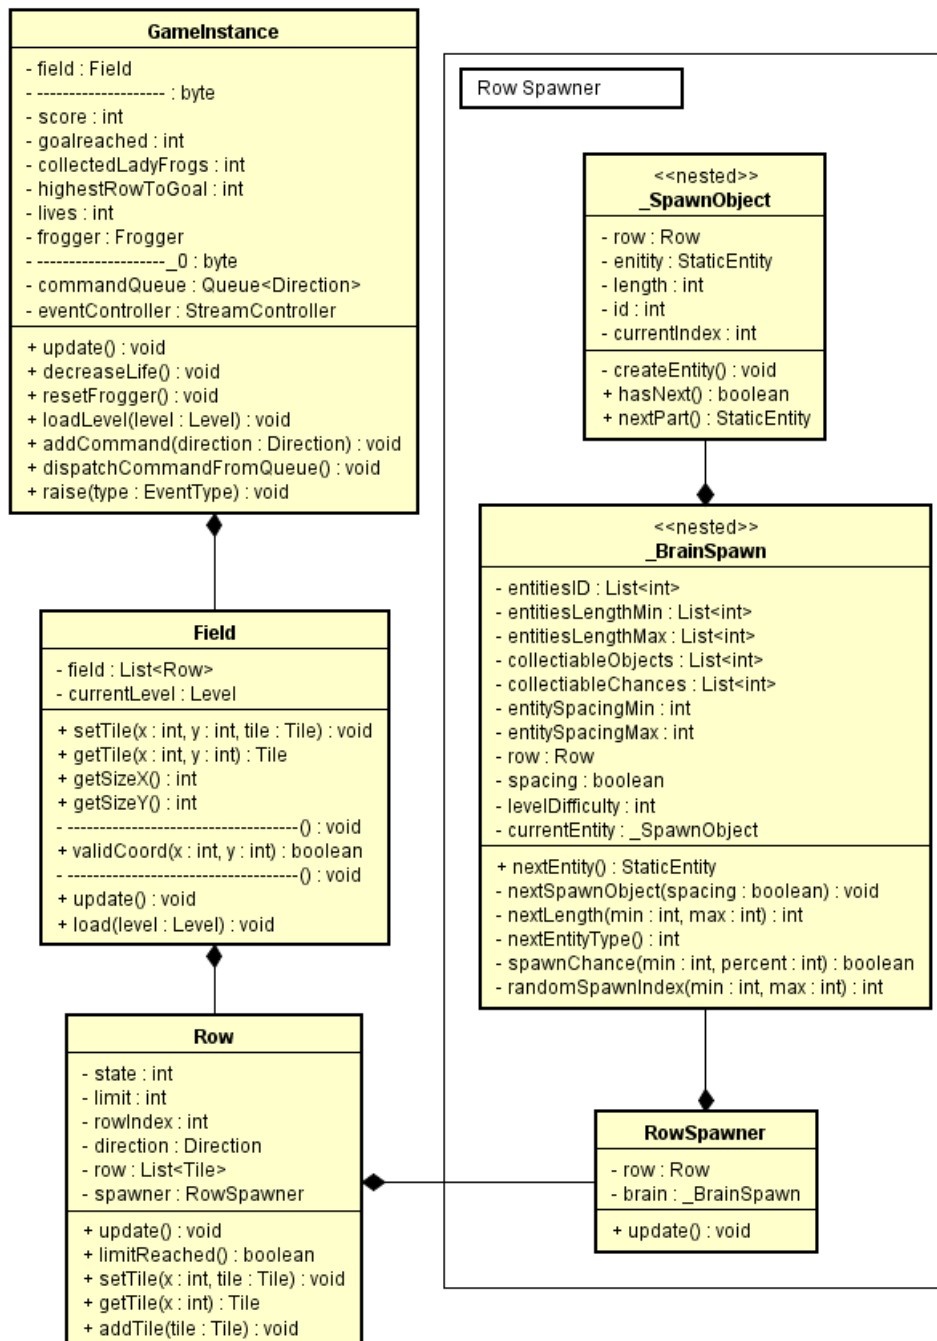 GameInstance
- field : Field
- ------------------- : byte
- score : int
- goalreached : int
- collectedLadyFrogs : int
- highestRowToGoal : int
- lives : int
- frogger : Frogger
- -------------------_0 : byte
- commandQueue : Queue<Direction>
- eventController : StreamController
+ update() : void
+ decreaseLife() : void
+ resetFrogger() : void
+ loadLevel(level : Level) : void
+ addCommand(direction : Direction) : void
+ dispatchCommandFromQueue() : void
+ raise(type : EventType) : void
Field
- field : List<Row>
- currentLevel : Level
+ setTile(x : int, y : int, tile : Tile) : void
+ getTile(x : int, y : int) : Tile
+ getSizeX() : int
+ getSizeY() : int
- ------------------------------------() : void
+ validCoord(x : int, y : int) : boolean
- ------------------------------------() : void
+ update() : void
+ load(level : Level) : void
Row
- state : int
- limit : int
- rowIndex : int
- direction : Direction
- row : List<Tile>
- spawner : RowSpawner
+ update() : void
+ limitReached() : boolean
+ setTile(x : int, tile : Tile) : void
+ getTile(x : int) : Tile
+ addTile(tile : Tile) : void
Row Spawner
<<nested>>
_SpawnObject
- row : Row
- enitity : StaticEntity
- length : int
- id : int
- currentIndex : int
- createEntity() : void
+ hasNext() : boolean
+ nextPart() : StaticEntity
<<nested>>
_BrainSpawn
- entitiesID : List<int>
- entitiesLengthMin : List<int>
- entitiesLengthMax : List<int>
- collectiableObjects : List<int>
- collectiableChances : List<int>
- entitySpacingMin : int
- entitySpacingMax : int
- row : Row
- spacing : boolean
- levelDifficulty : int
- currentEntity : _SpawnObject
+ nextEntity() : StaticEntity
- nextSpawnObject(spacing : boolean) : void
- nextLength(min : int, max : int) : int
- nextEntityType() : int
- spawnChance(min : int, percent : int) : boolean
- randomSpawnIndex(min : int, max : int) : int
RowSpawner
- row : Row
- brain : _BrainSpawn
+ update() : void